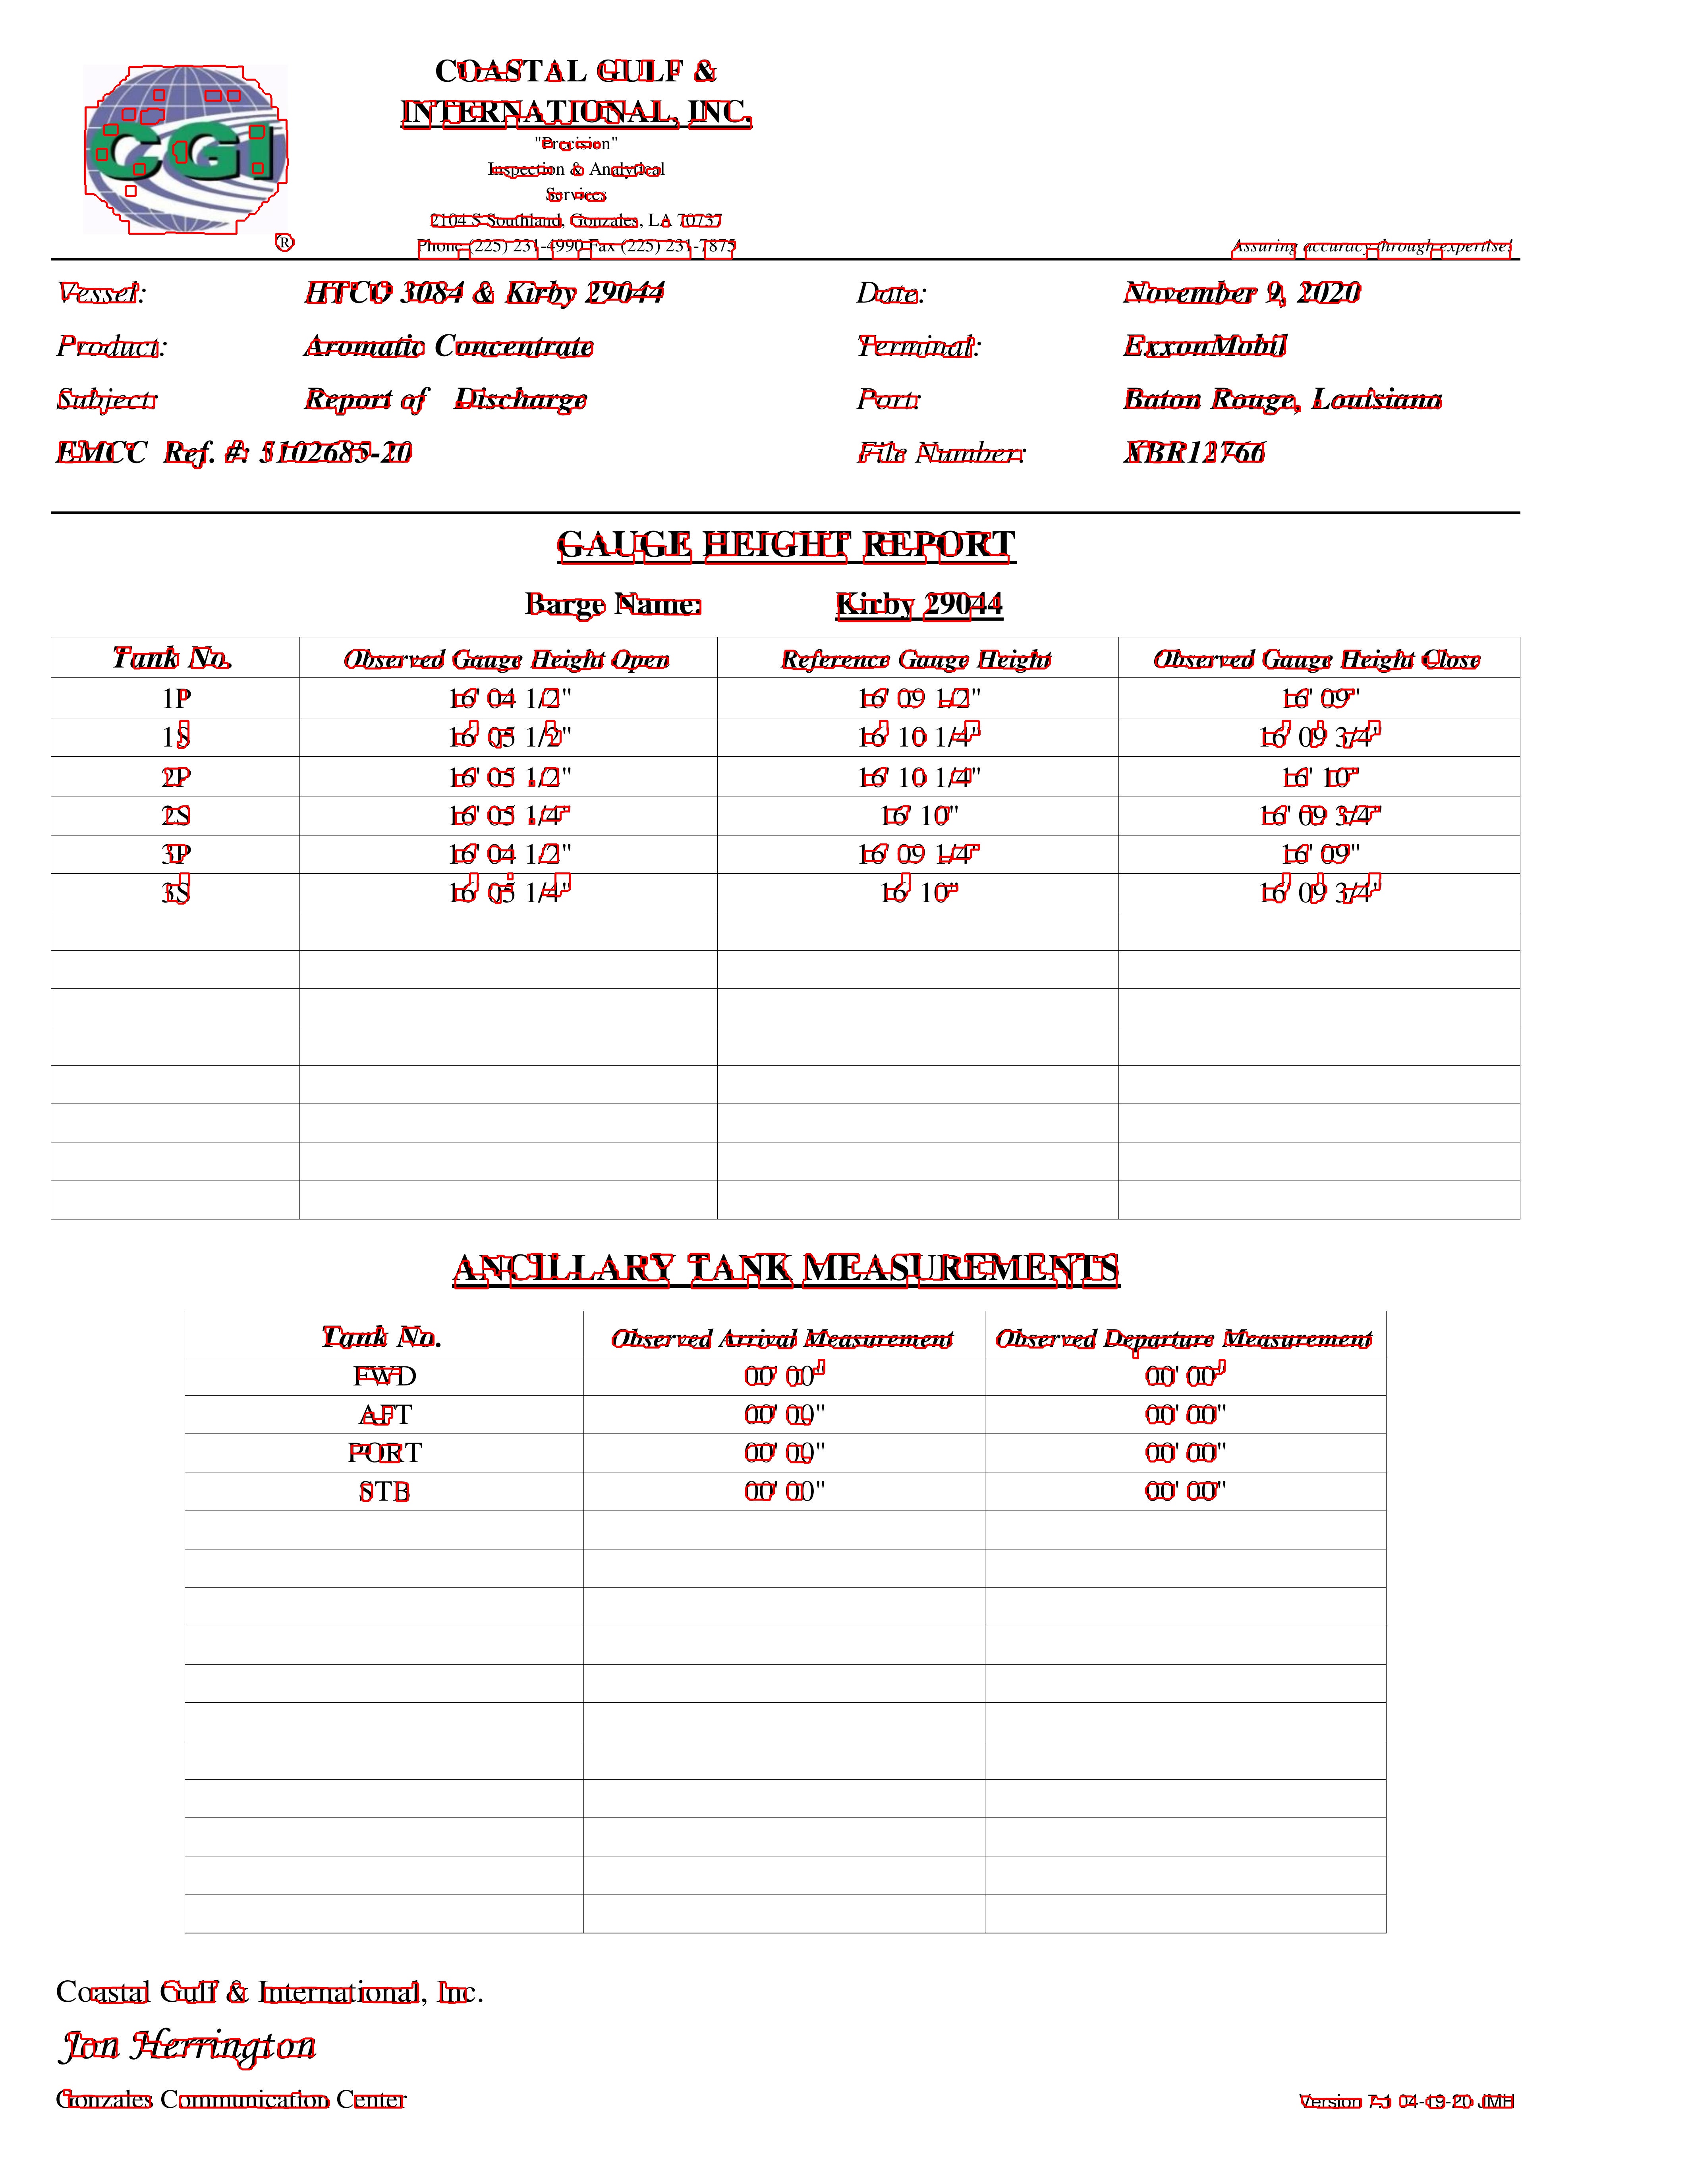 CGI
®
COASTAL GULF &
INTERNATIONAL, INC.
"Precision"
Inspection & Analytical
Services
2104 S Southland, Gonzales, LA 70737
Phone (225) 231-4990 Fax (225) 231-7875
Assuring accuracy through expertise!
Vessel: HTCO 3084 & Kirby 29044 Date: November 9, 2020
Product: Aromatic Concentrate Terminal: ExxonMobil
Subject: Report of Discharge Port: Baton Rouge, Louisiana
EMCC Ref. #: 5102685-20 File Number: XBR12766
GAUGE HEIGHT REPORT
Barge Name: Kirby 29044
Tank No. Observed Gauge Height Open Reference Gauge Height Observed Gauge Height Close
1P 16' 04 1/2" 16' 09 1/2" 16' 09"
1S 16' 05 1/2" 16' 10 1/4" 16' 09 3/4"
2P 16' 05 1/2" 16' 10 1/4" 16' 10"
2S 16' 05 1/4" 16' 10" 16' 09 3/4"
3P 16' 04 1/2" 16' 09 1/4" 16' 09"
3S 16' 05 1/4" 16' 10" 16' 09 3/4"
ANCILLARY TANK MEASUREMENTS
Tank No. Observed Arrival Measurement Observed Departure Measurement
FWD 00' 00" 00' 00"
AFT 00' 00" 00' 00"
PORT 00' 00" 00' 00"
STB 00' 00" 00' 00"
Coastal Gulf & International, Inc.
Jon Herrington
Gonzales Communication Center
Version 7.1 04-19-20 JMH